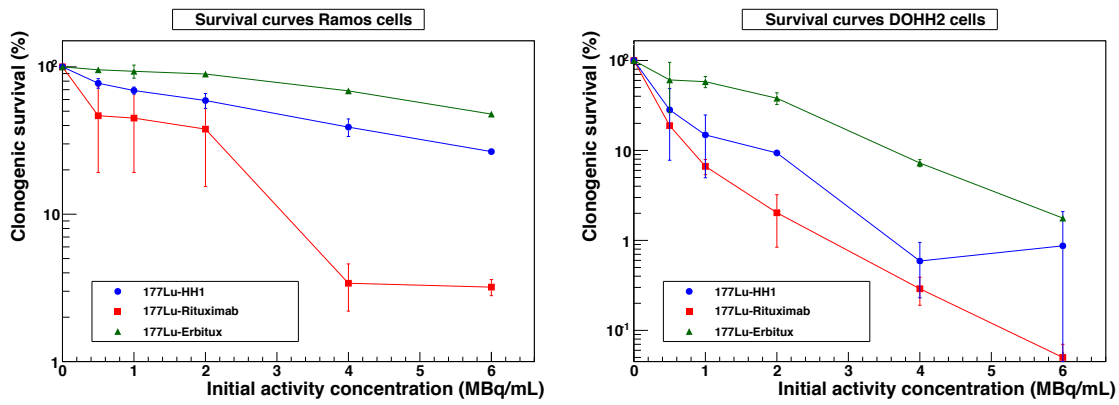 Survival curves Ramos cells
Clonogenic survival (%)
10²
10
1
0 1 2 3 4 5 6
Initial activity concentration (MBq/mL)
177Lu-HH1
177Lu-Rituximab
177Lu-Erbitux
Survival curves DOHH2 cells
Clonogenic survival (%)
10²
10
1
10⁻¹
0 1 2 3 4 5 6
Initial activity concentration (MBq/mL)
177Lu-HH1
177Lu-Rituximab
177Lu-Erbitux